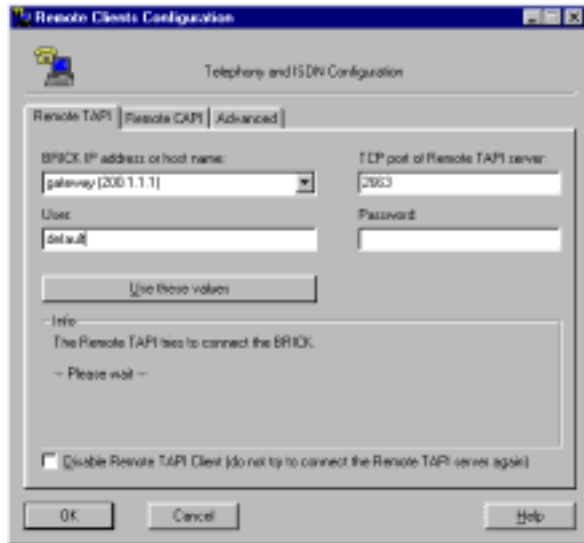 Remote Clients Configuration
Telephony and ISDN Configuration
Remote TAPI Remote CAPI Advanced
BRICK IP address or host name: TCP port of Remote TAPI server:
gateway (200.1.1.1) 2663
User: Password:
default
Use these values
Info
The Remote TAPI tries to connect the BRICK.
-- Please wait --
Disable Remote TAPI Client (do not try to connect the Remote TAPI server again)
OK Cancel Help